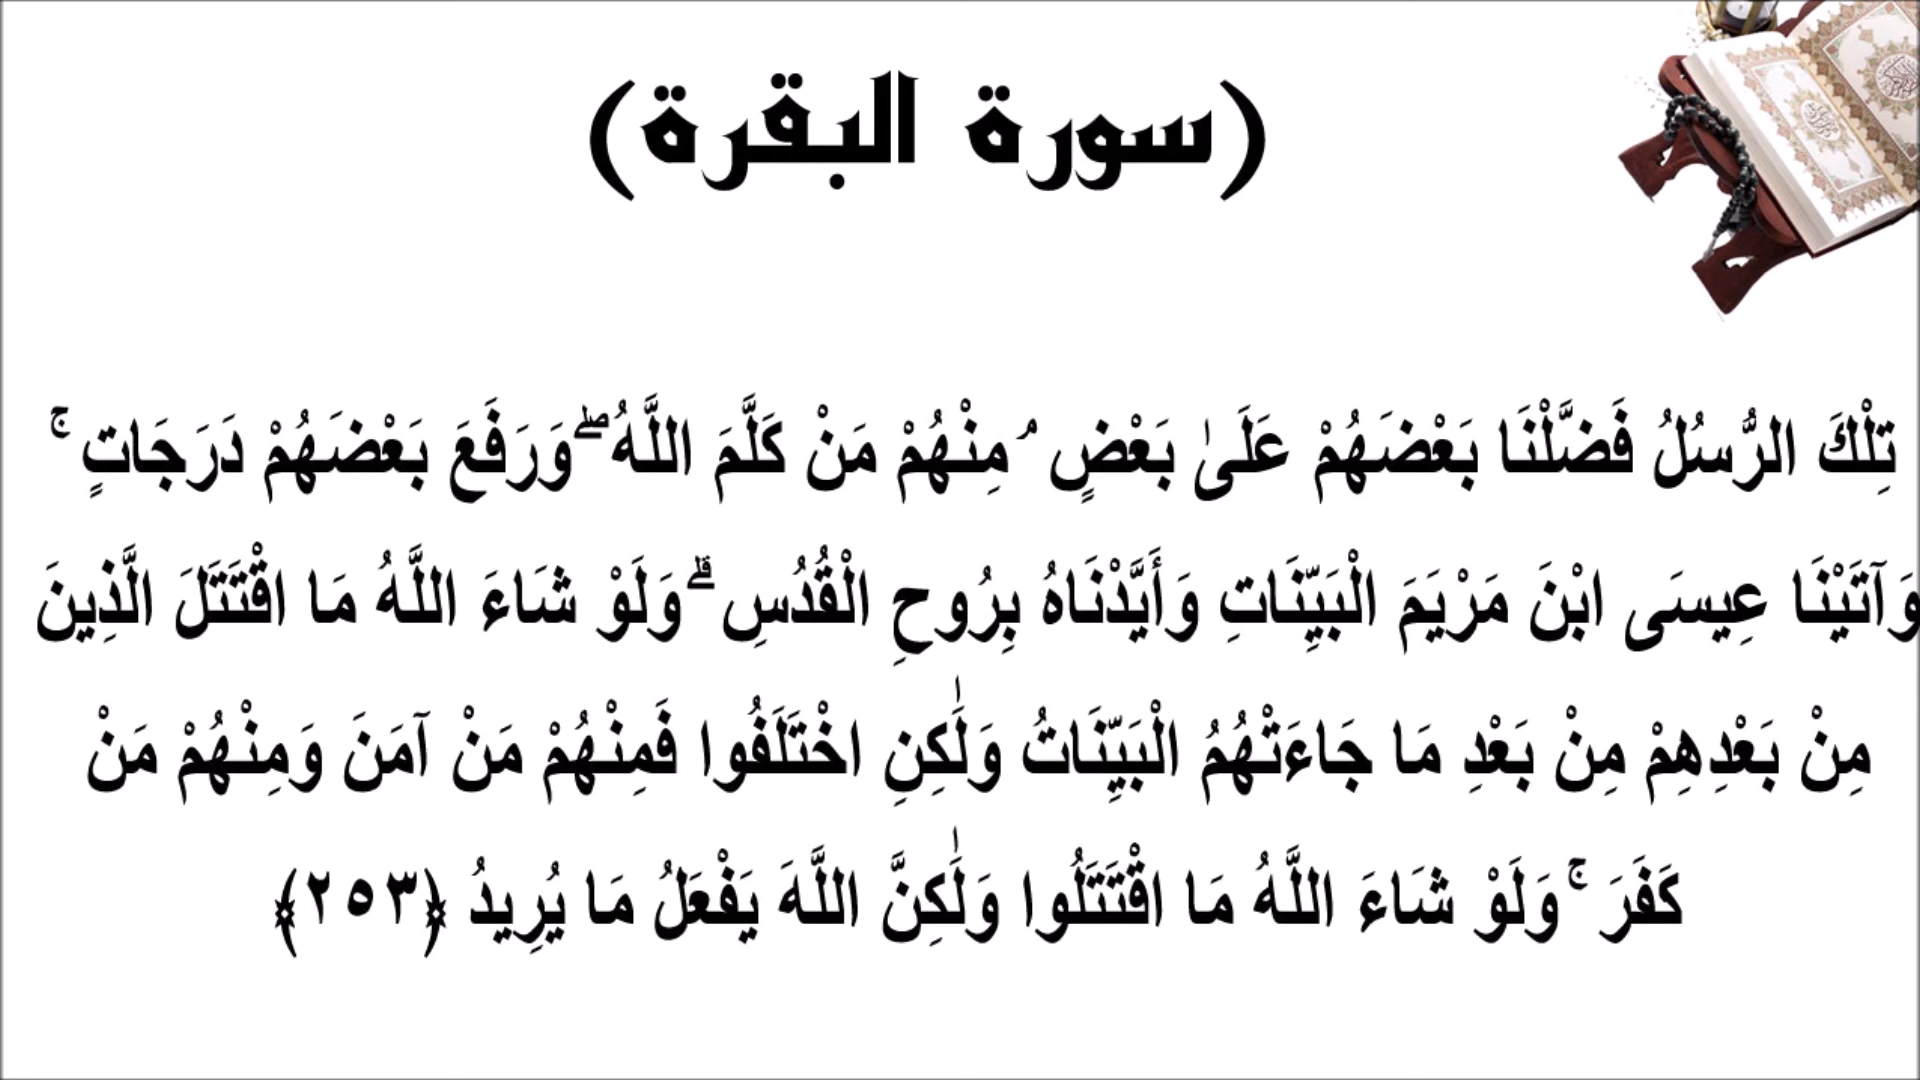 (سورة البقرة)
تِلْكَ الرُّسُلُ فَضَّلْنَا بَعْضَهُمْ عَلَىٰ بَعْضٍ ۘ مِنْهُمْ مَنْ كَلَّمَ اللَّهُ ۖ وَرَفَعَ بَعْضَهُمْ دَرَجَاتٍ ۚ
وَآتَيْنَا عِيسَى ابْنَ مَرْيَمَ الْبَيِّنَاتِ وَأَيَّدْنَاهُ بِرُوحِ الْقُدُسِ ۗ وَلَوْ شَاءَ اللَّهُ مَا اقْتَتَلَ الَّذِينَ
مِنْ بَعْدِهِمْ مِنْ بَعْدِ مَا جَاءَتْهُمُ الْبَيِّنَاتُ وَلَٰكِنِ اخْتَلَفُوا فَمِنْهُمْ مَنْ آمَنَ وَمِنْهُمْ مَنْ
كَفَرَ ۚ وَلَوْ شَاءَ اللَّهُ مَا اقْتَتَلُوا وَلَٰكِنَّ اللَّهَ يَفْعَلُ مَا يُرِيدُ ﴿٢٥٣﴾